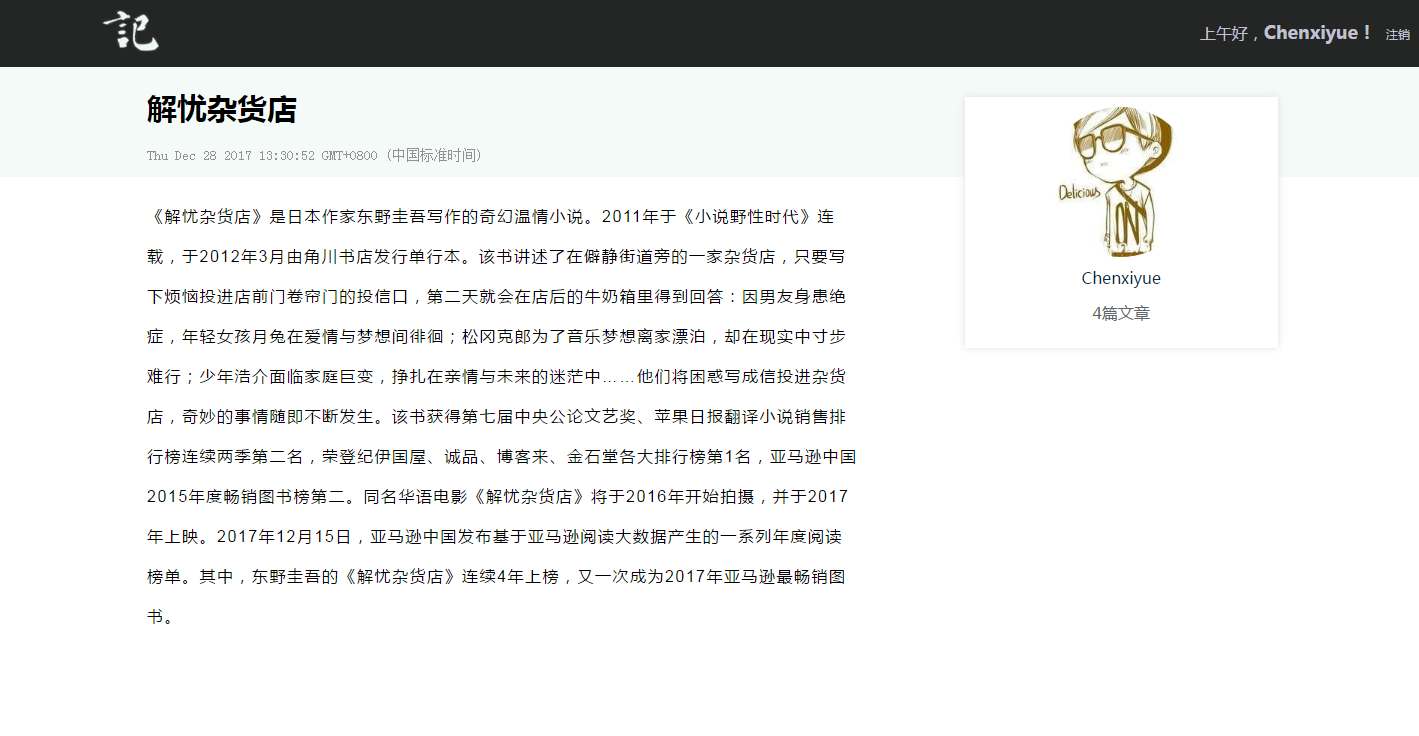 記
上午好，Chenxiyue！ 注销
解忧杂货店
Thu Dec 28 2017 13:30:52 GMT+0800 (中国标准时间)
《解忧杂货店》是日本作家东野圭吾写作的奇幻温情小说。2011年于《小说野性时代》连
载，于2012年3月由角川书店发行单行本。该书讲述了在僻静街道旁的一家杂货店，只要写
下烦恼投进店前门卷帘门的投信口，第二天就会在店后的牛奶箱里得到回答：因男友身患绝
症，年轻女孩月兔在爱情与梦想间徘徊；松冈克郎为了音乐梦想离家漂泊，却在现实中寸步
难行；少年浩介面临家庭巨变，挣扎在亲情与未来的迷茫中……他们将困惑写成信投进杂货
店，奇妙的事情随即不断发生。该书获得第七届中央公论文艺奖、苹果日报翻译小说销售排
行榜连续两季第二名，荣登纪伊国屋、诚品、博客来、金石堂各大排行榜第1名，亚马逊中国
2015年度畅销图书榜第二。同名华语电影《解忧杂货店》将于2016年开始拍摄，并于2017
年上映。2017年12月15日，亚马逊中国发布基于亚马逊阅读大数据产生的一系列年度阅读
榜单。其中，东野圭吾的《解忧杂货店》连续4年上榜，又一次成为2017年亚马逊最畅销图
书。
Delicious
ONN
Chenxiyue
4篇文章